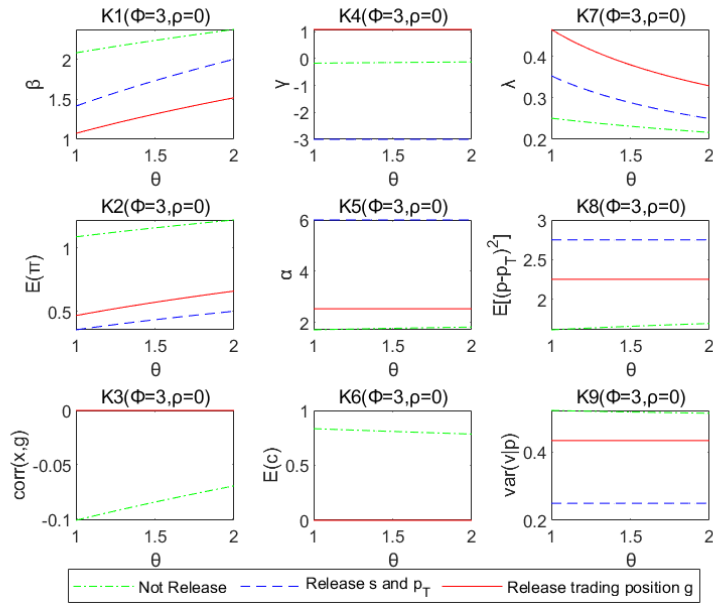 K1(Φ=3,ρ=0)
β
2
1.5
1
1
1.5
2
θ
K4(Φ=3,ρ=0)
γ
1
0
-1
-2
-3
1
1.5
2
θ
K7(Φ=3,ρ=0)
λ
0.4
0.3
0.2
1
1.5
2
θ
K2(Φ=3,ρ=0)
E(π)
1
0.5
1
1.5
2
θ
K5(Φ=3,ρ=0)
α
6
4
2
1
1.5
2
θ
K8(Φ=3,ρ=0)
E[(p-p_T)^2]
3
2.5
2
1
1.5
2
θ
K3(Φ=3,ρ=0)
corr(x,g)
0
-0.05
-0.1
1
1.5
2
θ
K6(Φ=3,ρ=0)
E(c)
1
0.5
0
1
1.5
2
θ
K9(Φ=3,ρ=0)
var(v|p)
0.4
0.2
1
1.5
2
θ
Not Release
Release s and p_T
Release trading position g